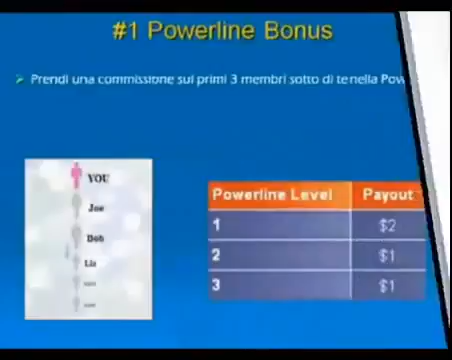 #1 Powerline Bonus
Prendi una commissione sui primi 3 membri sotto di te nella
YOU
Joe
Bob
Liz
Powerline Level Payout
1 $2
2 $1
3 $1